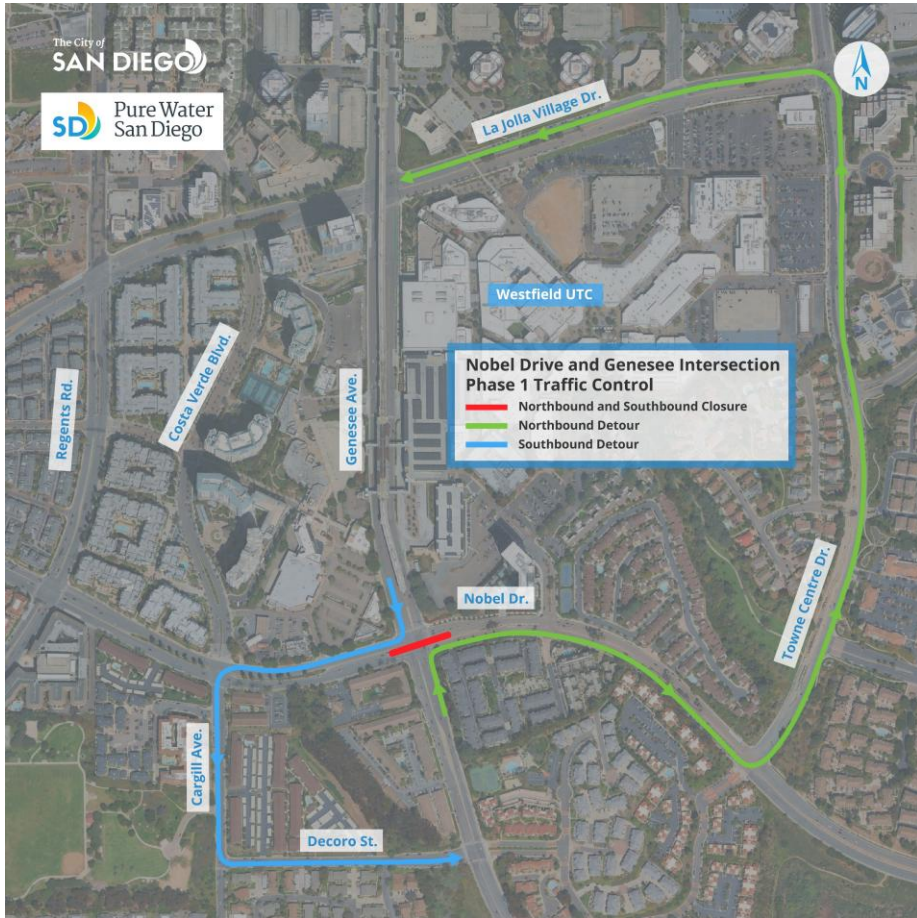 The City of
SAN DIEGO
SD
Pure Water
San Diego
N
La Jolla Village Dr.
Westfield UTC
Nobel Drive and Genesee Intersection
Phase 1 Traffic Control
Northbound and Southbound Closure
Northbound Detour
Southbound Detour
Regents Rd.
Costa Verde Blvd.
Genesee Ave.
Towne Centre Dr.
Nobel Dr.
Cargill Ave.
Decoro St.